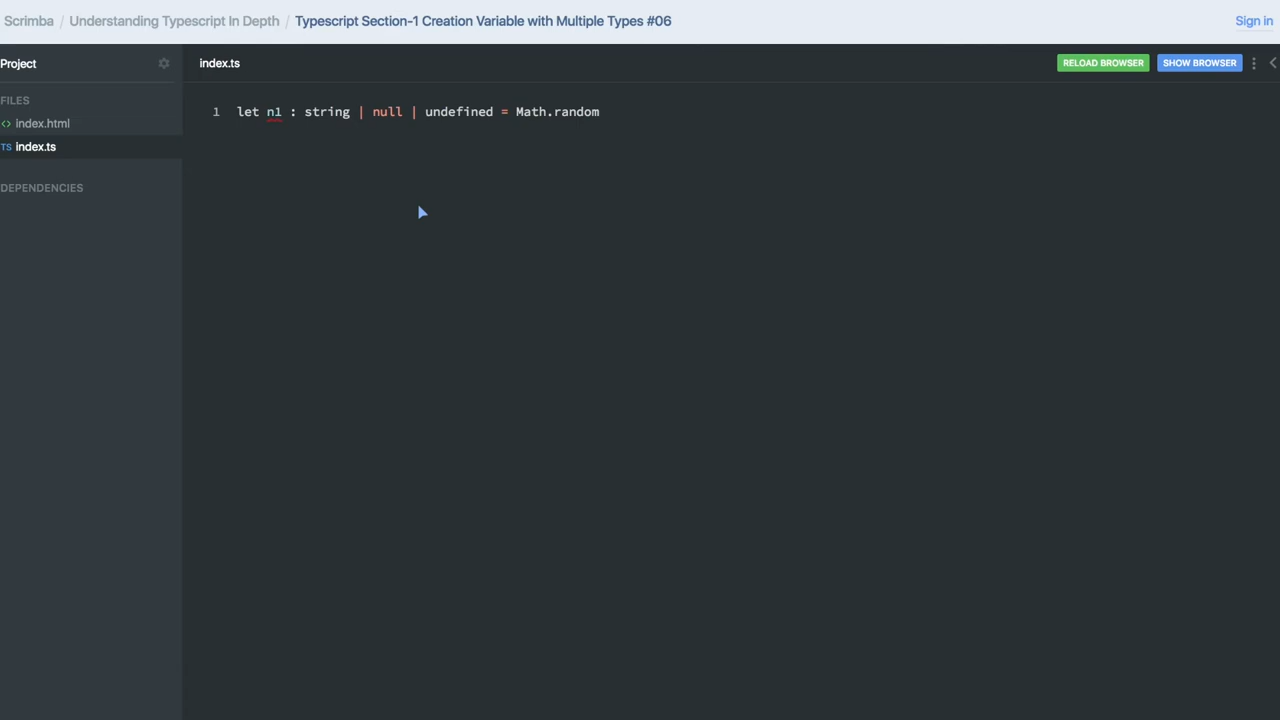 Scrimba / Understanding Typescript In Depth / Typescript Section-1 Creation Variable with Multiple Types #06
Sign in
Project
index.ts
RELOAD BROWSER
SHOW BROWSER
FILES
<> index.html
TS index.ts
DEPENDENCIES
1 let n1 : string | null | undefined = Math.random